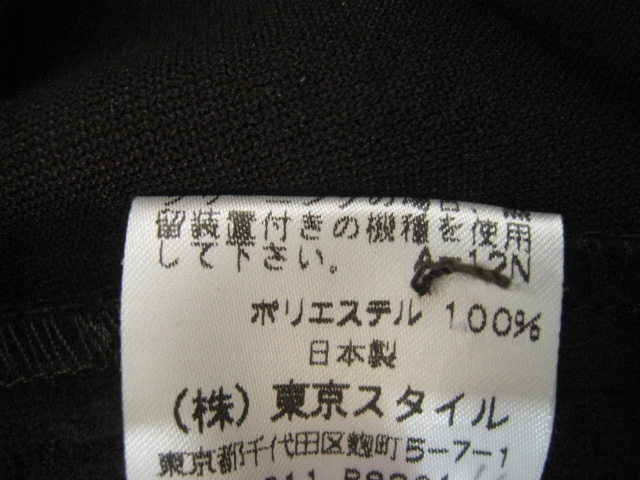 留装置付きの機種を使用
して下さい。 A-12N
ポリエステル 100%
日本製
(株) 東京スタイル
東京都千代田区麹町5-7-1